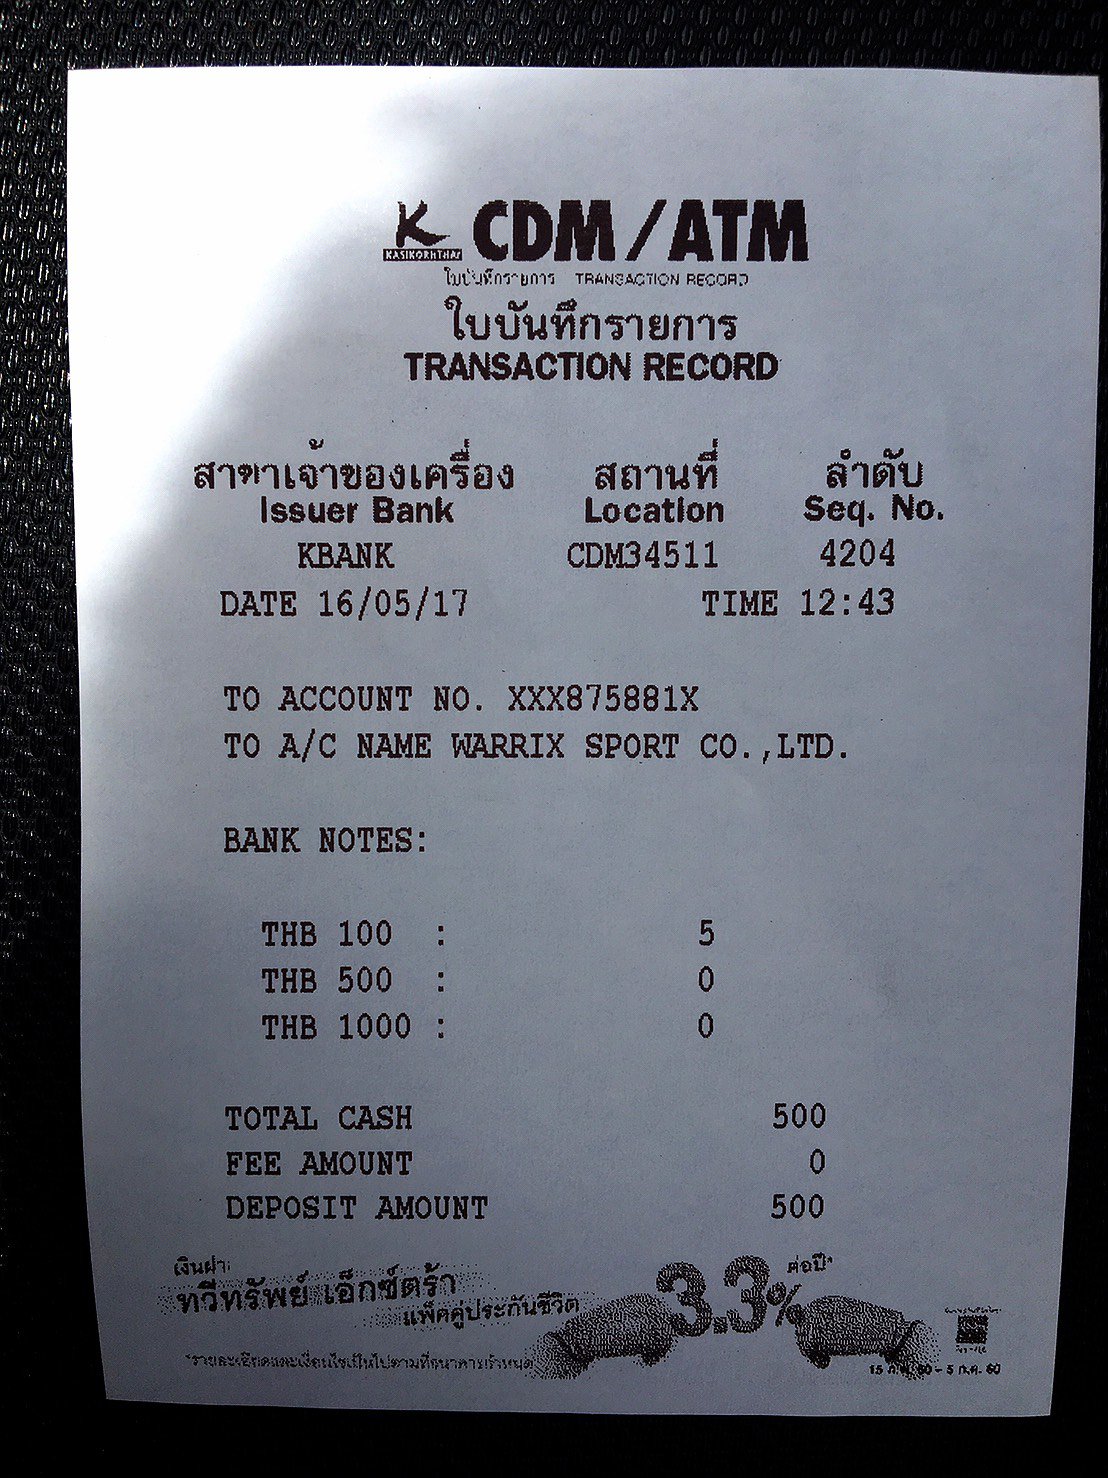 K CDM/ATM
KASIKORNTHAI
ใบบันทึกรายการ TRANSACTION RECORD
ใบบันทึกรายการ
TRANSACTION RECORD
สาขาเจ้าของเครื่อง สถานที่ ลำดับ
Issuer Bank Location Seq. No.
KBANK CDM34511 4204
DATE 16/05/17 TIME 12:43
TO ACCOUNT NO. XXX875881X
TO A/C NAME WARRIX SPORT CO.,LTD.
BANK NOTES:
THB 100 : 5
THB 500 : 0
THB 1000 : 0
TOTAL CASH 500
FEE AMOUNT 0
DEPOSIT AMOUNT 500
เงินฝาก
ทวีทรัพย์ เอ็กซ์ตร้า
แพ็คคู่ประกันชีวิต
3.3% ต่อปี*
*รายละเอียดและเงื่อนไขเป็นไปตามที่ธนาคารกำหนด
60 - 5 ก.ค. 60